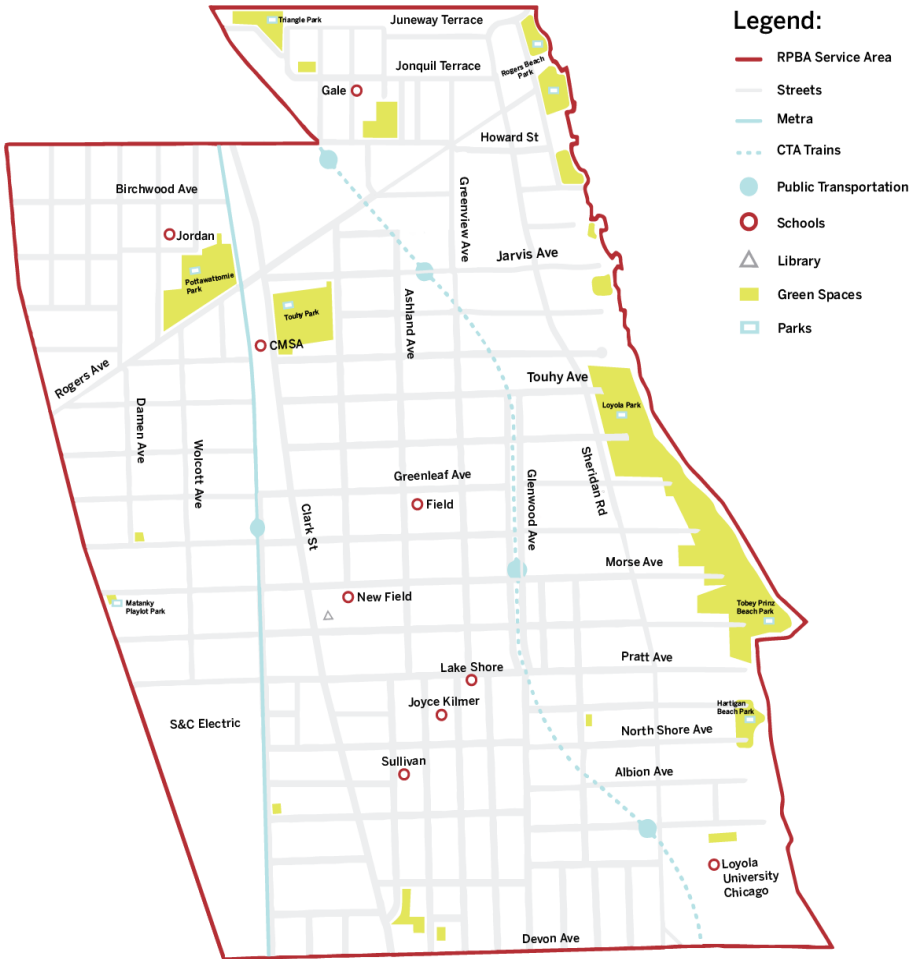 Legend:
RPBA Service Area
Streets
Metra
CTA Trains
Public Transportation
Schools
Library
Green Spaces
Parks
Triangle Park
Juneway Terrace
Rogers Beach
Park
Jonquil Terrace
Gale
Howard St
Birchwood Ave
Greenview Ave
Jordan
Pottawattomie
Park
Jarvis Ave
Touhy Park
Ashland Ave
CMSA
Rogers Ave
Touhy Ave
Loyola Park
Damen Ave
Wolcott Ave
Greenleaf Ave
Glenwood Ave
Sheridan Rd
Field
Clark St
Morse Ave
New Field
Matanky
Playlot Park
Tobey Prinz
Beach Park
Pratt Ave
Lake Shore
Joyce Kilmer
Hartigan
Beach Park
S&C Electric
North Shore Ave
Sullivan
Albion Ave
Loyola
University
Chicago
Devon Ave